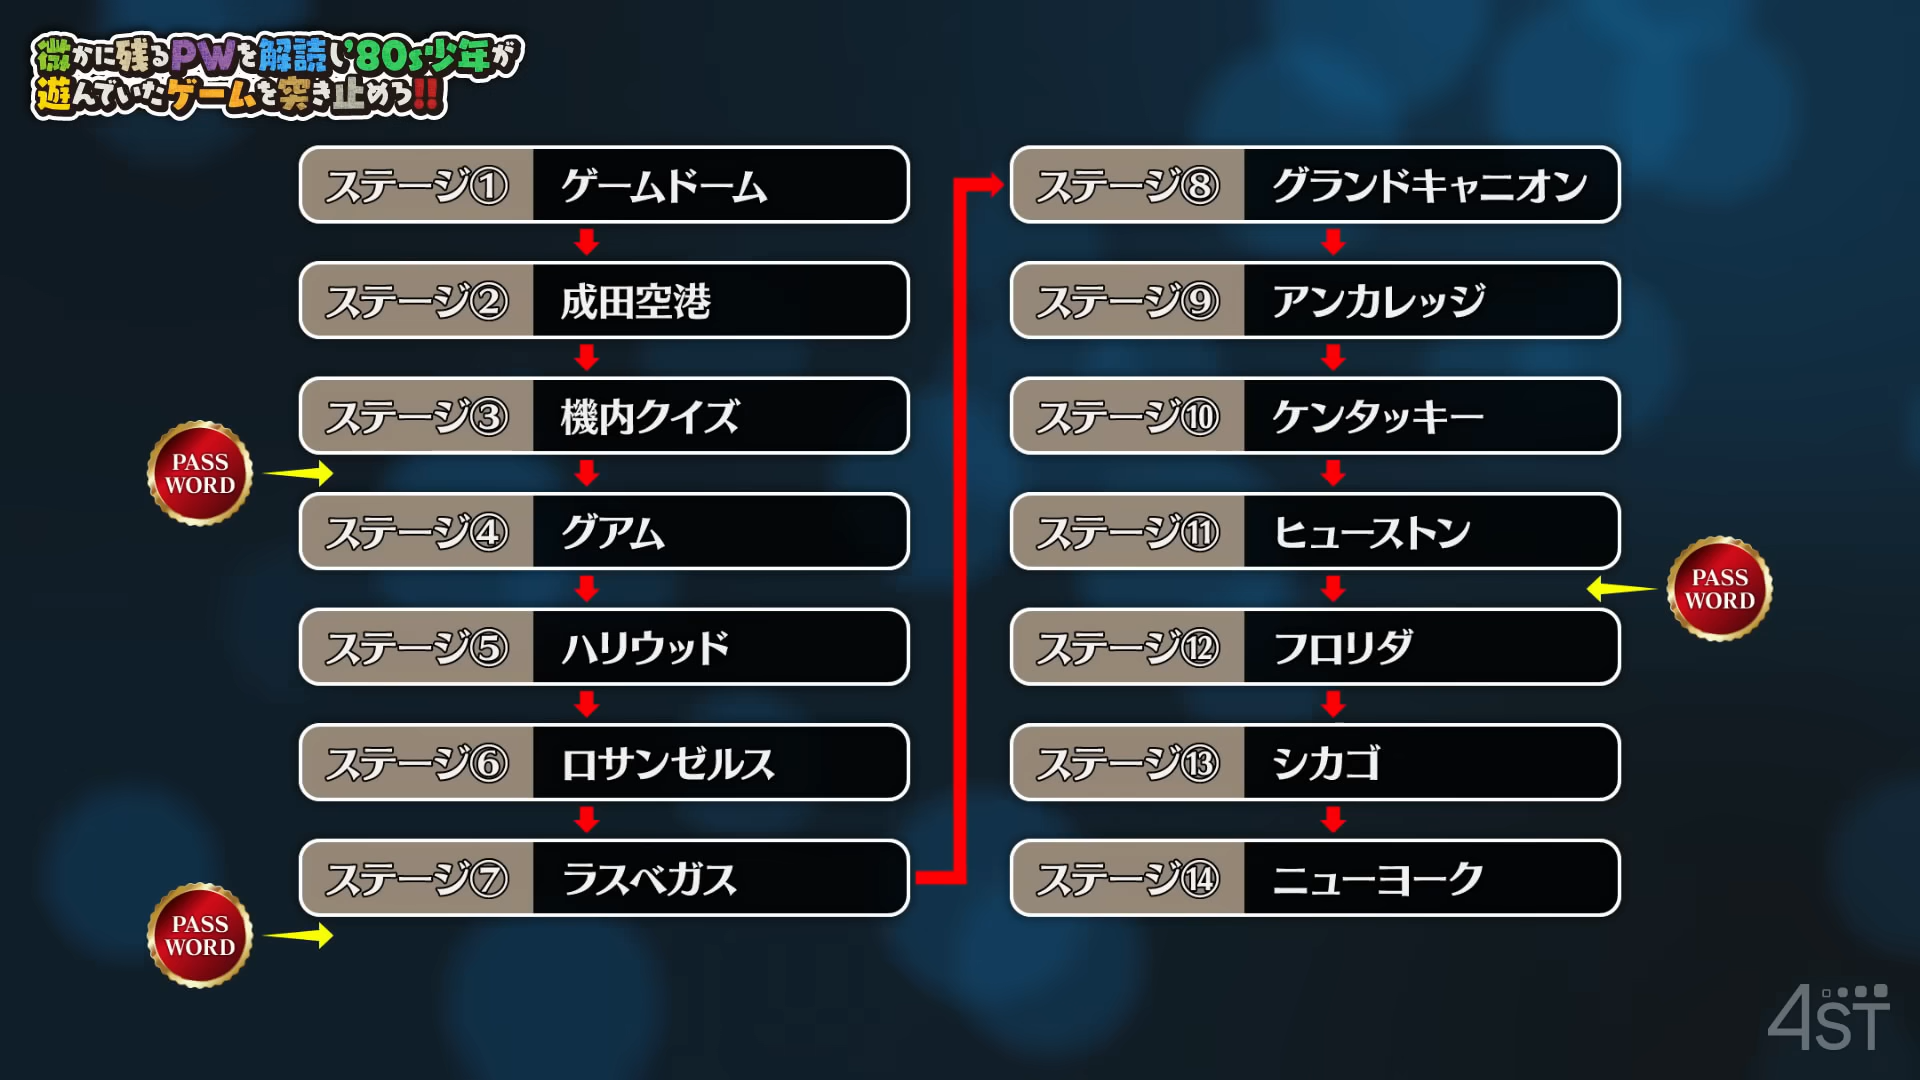 微かに残るPWを解読し'80s少年が
遊んでいたゲームを突き止めろ!!
ステージ① ゲームドーム
ステージ② 成田空港
ステージ③ 機内クイズ
PASS
WORD
ステージ④ グアム
ステージ⑤ ハリウッド
ステージ⑥ ロサンゼルス
ステージ⑦ ラスベガス
PASS
WORD
ステージ⑧ グランドキャニオン
ステージ⑨ アンカレッジ
ステージ⑩ ケンタッキー
ステージ⑪ ヒューストン
PASS
WORD
ステージ⑫ フロリダ
ステージ⑬ シカゴ
ステージ⑭ ニューヨーク
4ST